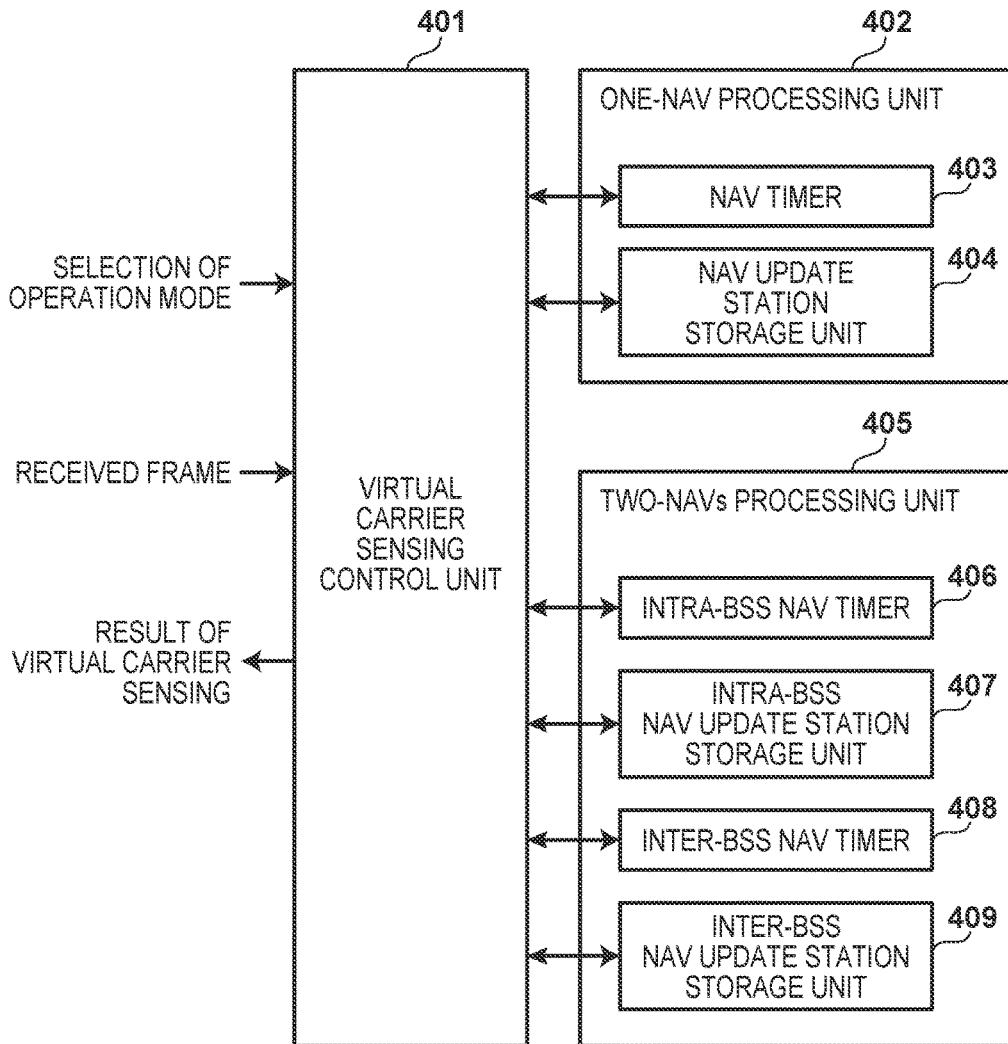 401
402
ONE-NAV PROCESSING UNIT
403
NAV TIMER
404
NAV UPDATE
STATION
STORAGE UNIT
SELECTION OF
OPERATION MODE
RECEIVED FRAME
VIRTUAL
CARRIER
SENSING
CONTROL UNIT
RESULT OF
VIRTUAL CARRIER
SENSING
405
TWO-NAVs PROCESSING UNIT
406
INTRA-BSS NAV TIMER
407
INTRA-BSS
NAV UPDATE STATION
STORAGE UNIT
408
INTER-BSS NAV TIMER
409
INTER-BSS
NAV UPDATE STATION
STORAGE UNIT